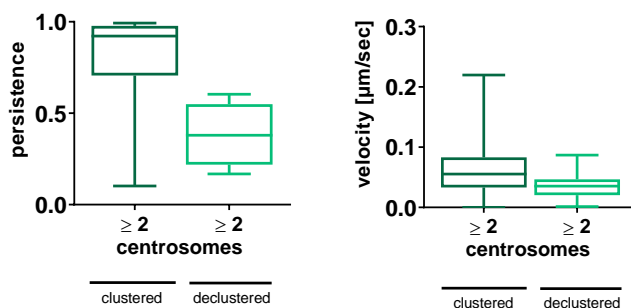 persistence
1.0
0.5
0.0
≥ 2
≥ 2
centrosomes
clustered
declustered
velocity [µm/sec]
0.3
0.2
0.1
0.0
≥ 2
≥ 2
centrosomes
clustered
declustered